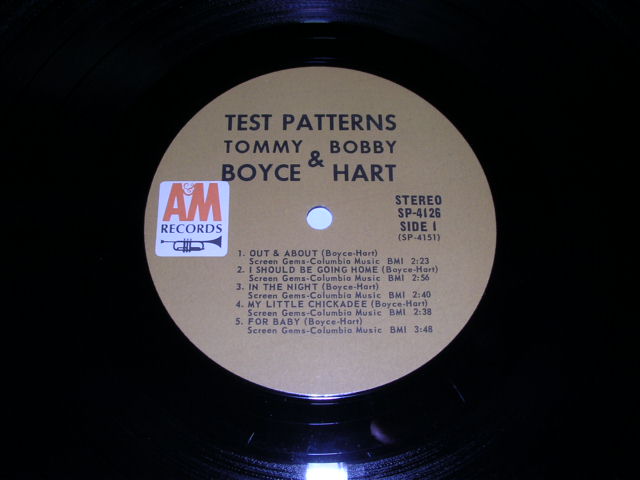 TEST PATTERNS
TOMMY & BOBBY
BOYCE HART
A&M
RECORDS
STEREO
SP-4126
SIDE 1
(SP-4151)
1. OUT & ABOUT (Boyce-Hart)
Screen Gems-Columbia Music BMI 2:23
2. I SHOULD BE GOING HOME (Boyce-Hart)
Screen Gems-Columbia Music BMI 2:56
3. IN THE NIGHT (Boyce-Hart)
Screen Gems-Columbia Music BMI 2:40
4. MY LITTLE CHICKADEE (Boyce-Hart)
Screen Gems-Columbia Music BMI 2:38
5. FOR BABY (Boyce-Hart)
Screen Gems-Columbia Music BMI 3:48